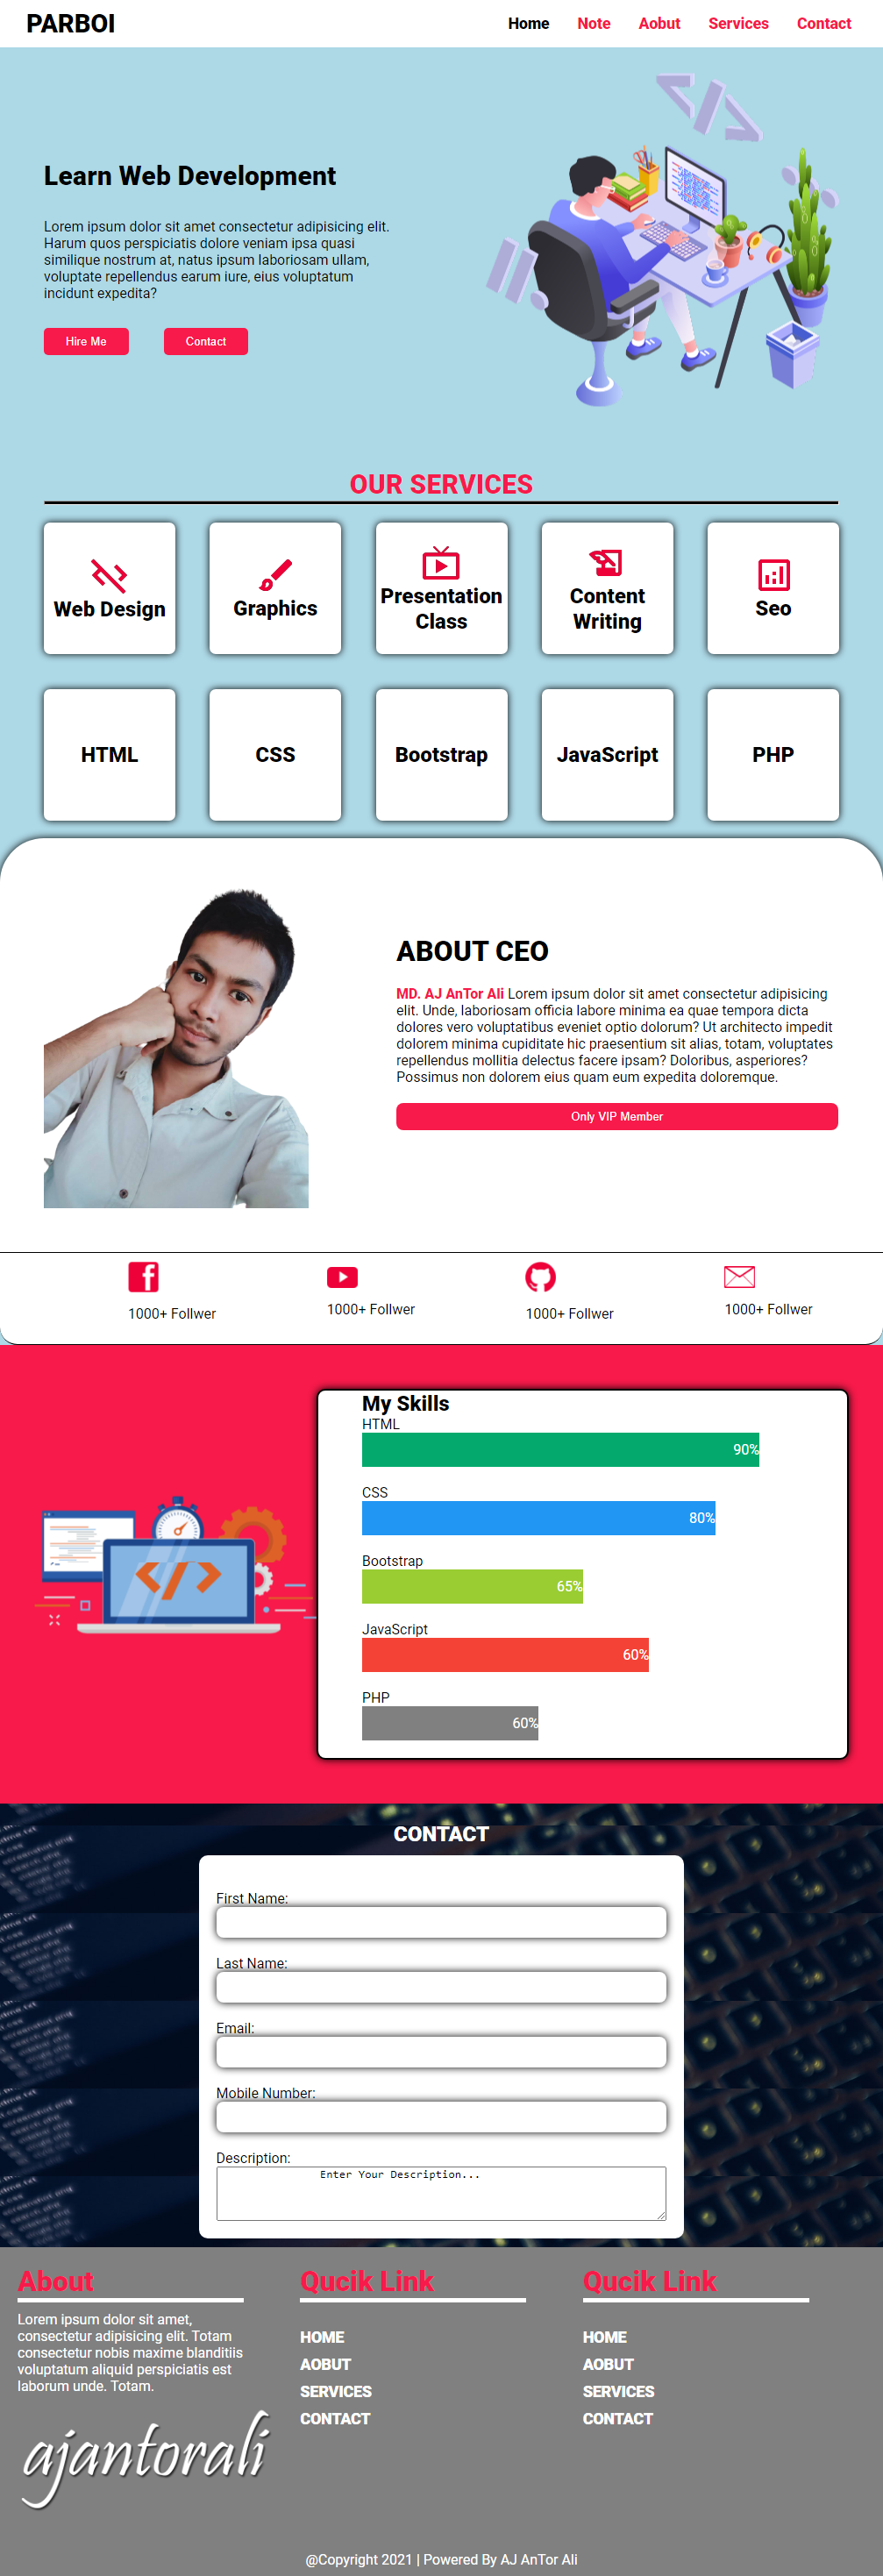 PARBOI
Home Note Aobut Services Contact
Learn Web Development
Lorem ipsum dolor sit amet consectetur adipisicing elit.
Harum quos perspiciatis dolore veniam ipsa quasi
similique nostrum at, natus ipsum laboriosam ullam,
voluptate repellendus earum iure, eius voluptatum
incidunt expedita?
Hire Me Contact
OUR SERVICES
Web Design
Graphics
Presentation
Class
Content
Writing
Seo
HTML
CSS
Bootstrap
JavaScript
PHP
ABOUT CEO
MD. AJ AnTor Ali Lorem ipsum dolor sit amet consectetur adipisicing
elit. Unde, laboriosam officia labore minima ea quae tempora dicta
dolores vero voluptatibus eveniet optio dolorum? Ut architecto impedit
dolorem minima cupiditate hic praesentium sit alias, totam, voluptates
repellendus mollitia delectus facere ipsam? Doloribus, asperiores?
Possimus non dolorem eius quam eum expedita doloremque.
Only VIP Member
1000+ Follwer
1000+ Follwer
1000+ Follwer
1000+ Follwer
My Skills
HTML
90%
CSS
80%
Bootstrap
65%
JavaScript
60%
PHP
60%
CONTACT
First Name:
Last Name:
Email:
Mobile Number:
Description:
Enter Your Description...
About
Lorem ipsum dolor sit amet,
consectetur adipisicing elit. Totam
consectetur nobis maxime blanditiis
voluptatum aliquid perspiciatis est
laborum unde. Totam.
ajantorali
Qucik Link
HOME
AOBUT
SERVICES
CONTACT
Qucik Link
HOME
AOBUT
SERVICES
CONTACT
@Copyright 2021 | Powered By AJ AnTor Ali